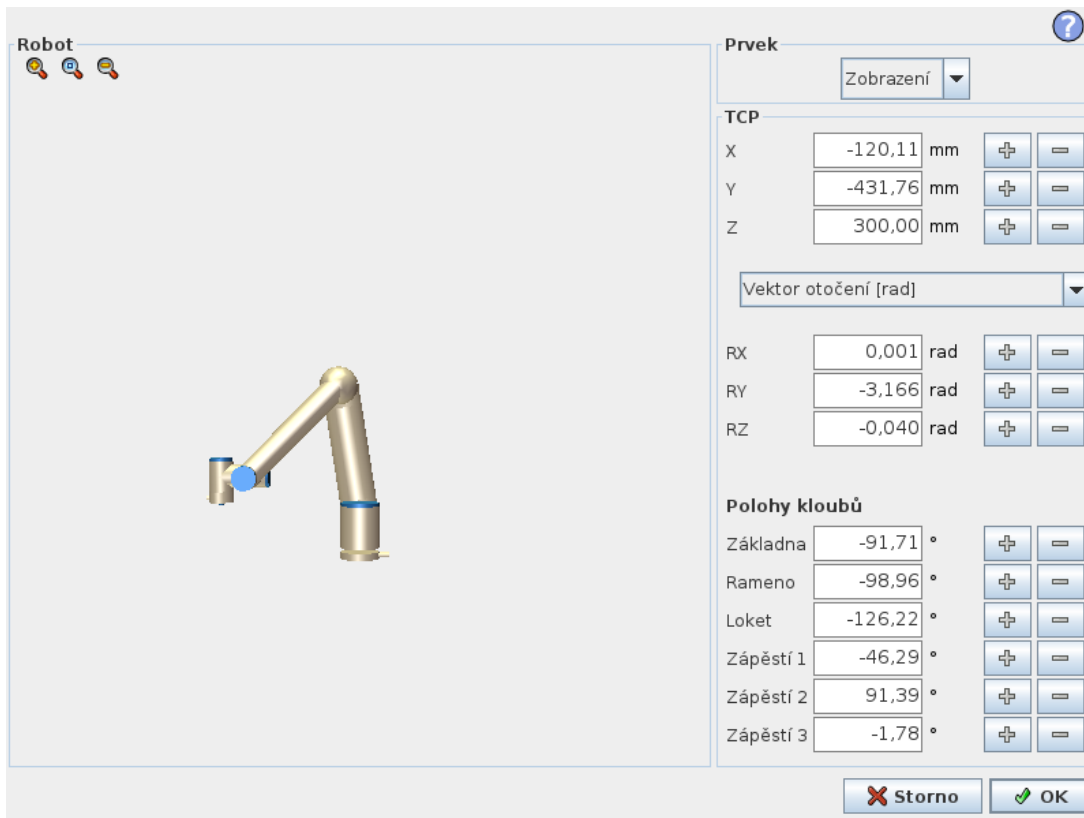 ?
Robot
Prvek
Zobrazení
TCP
X -120,11 mm
Y -431,76 mm
Z 300,00 mm
Vektor otočení [rad]
RX 0,001 rad
RY -3,166 rad
RZ -0,040 rad
Polohy kloubů
Základna -91,71 °
Rameno -98,96 °
Loket -126,22 °
Zápěstí 1 -46,29 °
Zápěstí 2 91,39 °
Zápěstí 3 -1,78 °
Storno OK